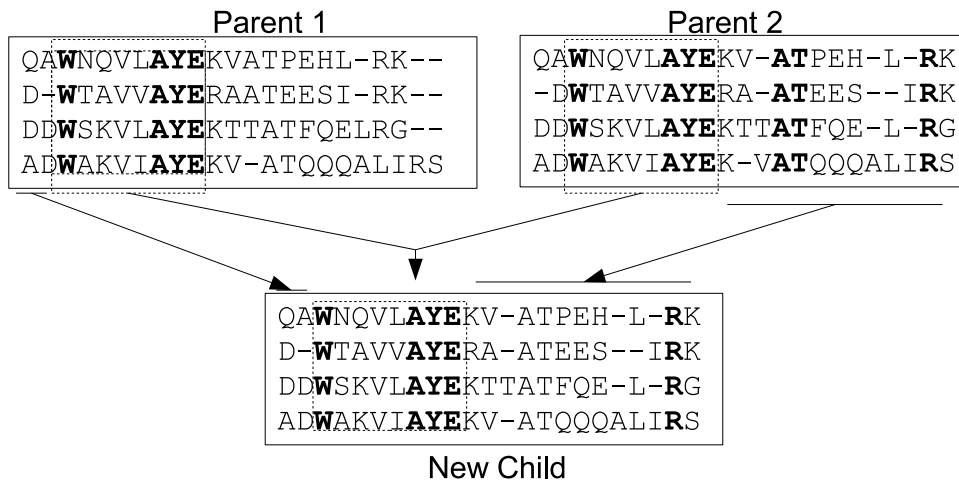 Parent 1
QAWNQVLAYEKVATPEHL-RK--
D-WTAVVAYERAATEESI-RK--
DDWSKVLAYEKTTATFQELRG--
ADWAKVIAYEKV-ATQQQALIRS
Parent 2
QAWNQVLAYEKV-ATPEH-L-RK
-DWTAVVAYERA-ATEES--IRK
DDWSKVLAYEKTTATFQE-L-RG
ADWAKVIAYEK-VATQQQALIRS
QAWNQVLAYEKV-ATPEH-L-RK
D-WTAVVAYERA-ATEES--IRK
DDWSKVLAYEKTTATFQE-L-RG
ADWAKVIAYEKV-ATQQQALIRS
New Child